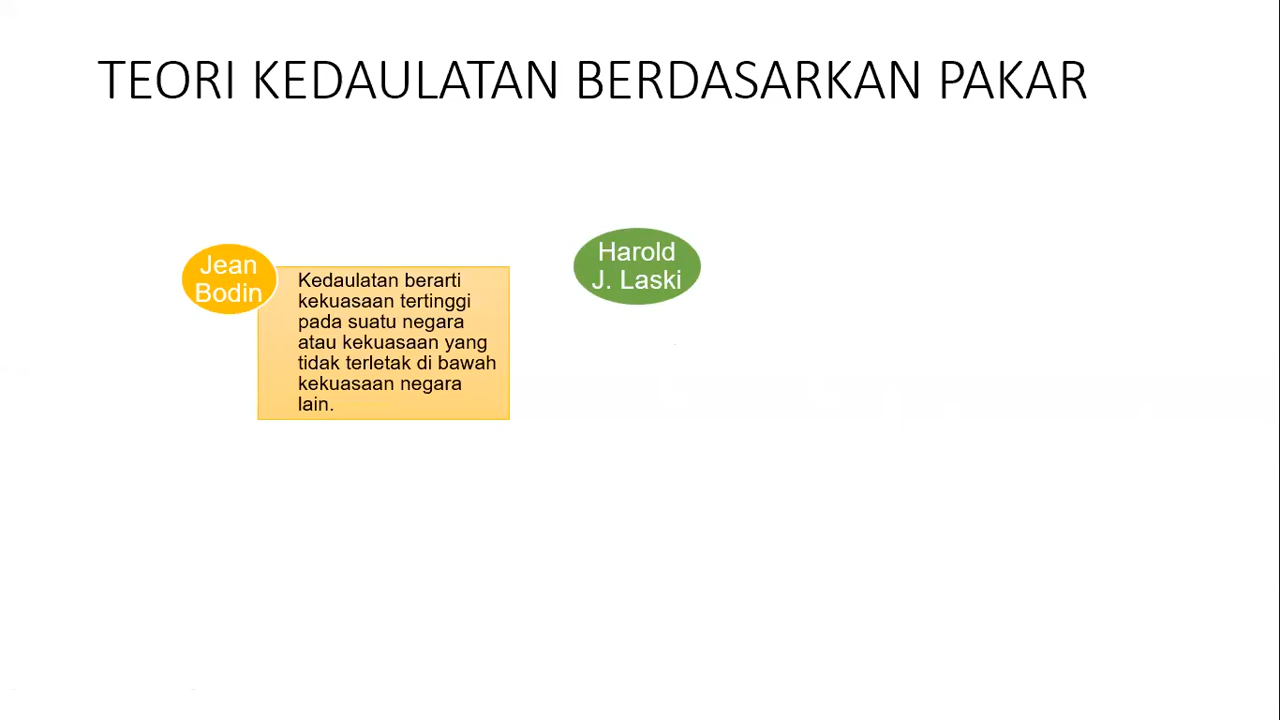 TEORI KEDAULATAN BERDASARKAN PAKAR
Jean
Bodin
Kedaulatan berarti
kekuasaan tertinggi
pada suatu negara
atau kekuasaan yang
tidak terletak di bawah
kekuasaan negara
lain.
Harold
J. Laski